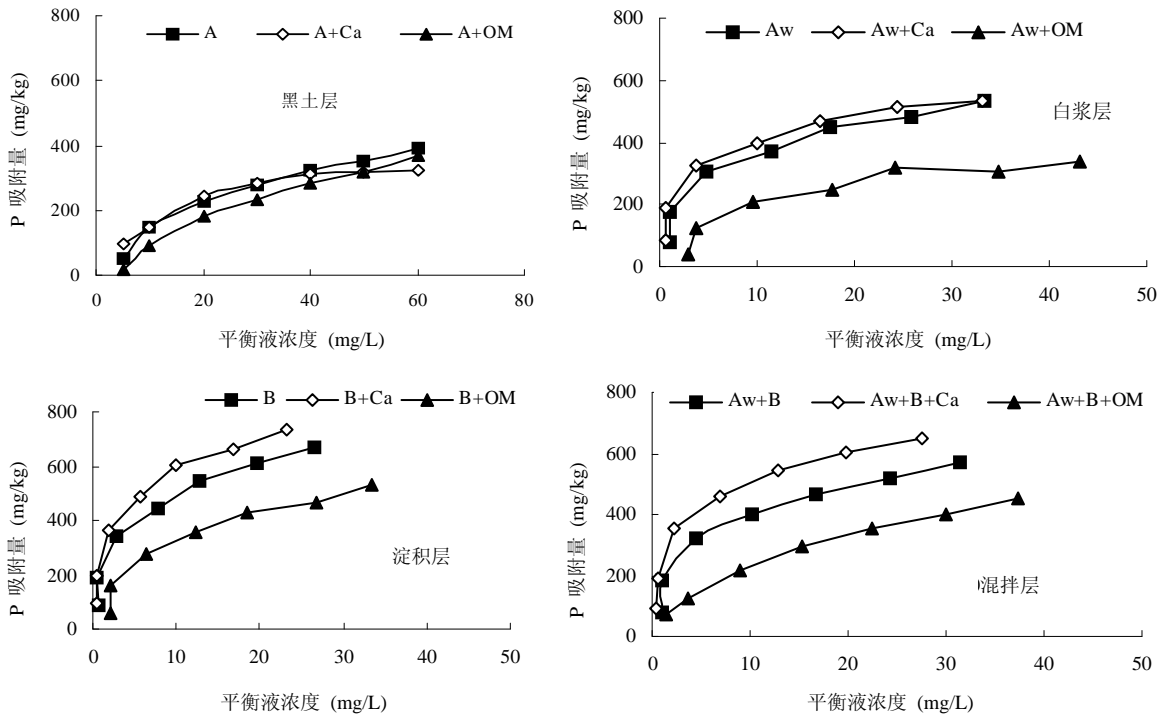 A A+Ca A+OM
800
600
400
200
0
0 20 40 60 80
P 吸附量 (mg/kg)
黑土层
平衡液浓度 (mg/L)
Aw Aw+Ca Aw+OM
800
600
400
200
0
0 10 20 30 40 50
P 吸附量 (mg/kg)
白浆层
平衡液浓度 (mg/L)
B B+Ca B+OM
800
600
400
200
0
0 10 20 30 40 50
P 吸附量 (mg/kg)
淀积层
平衡液浓度 (mg/L)
Aw+B Aw+B+Ca Aw+B+OM
800
600
400
200
0
0 10 20 30 40 50
P 吸附量 (mg/kg)
混拌层
平衡液浓度 (mg/L)